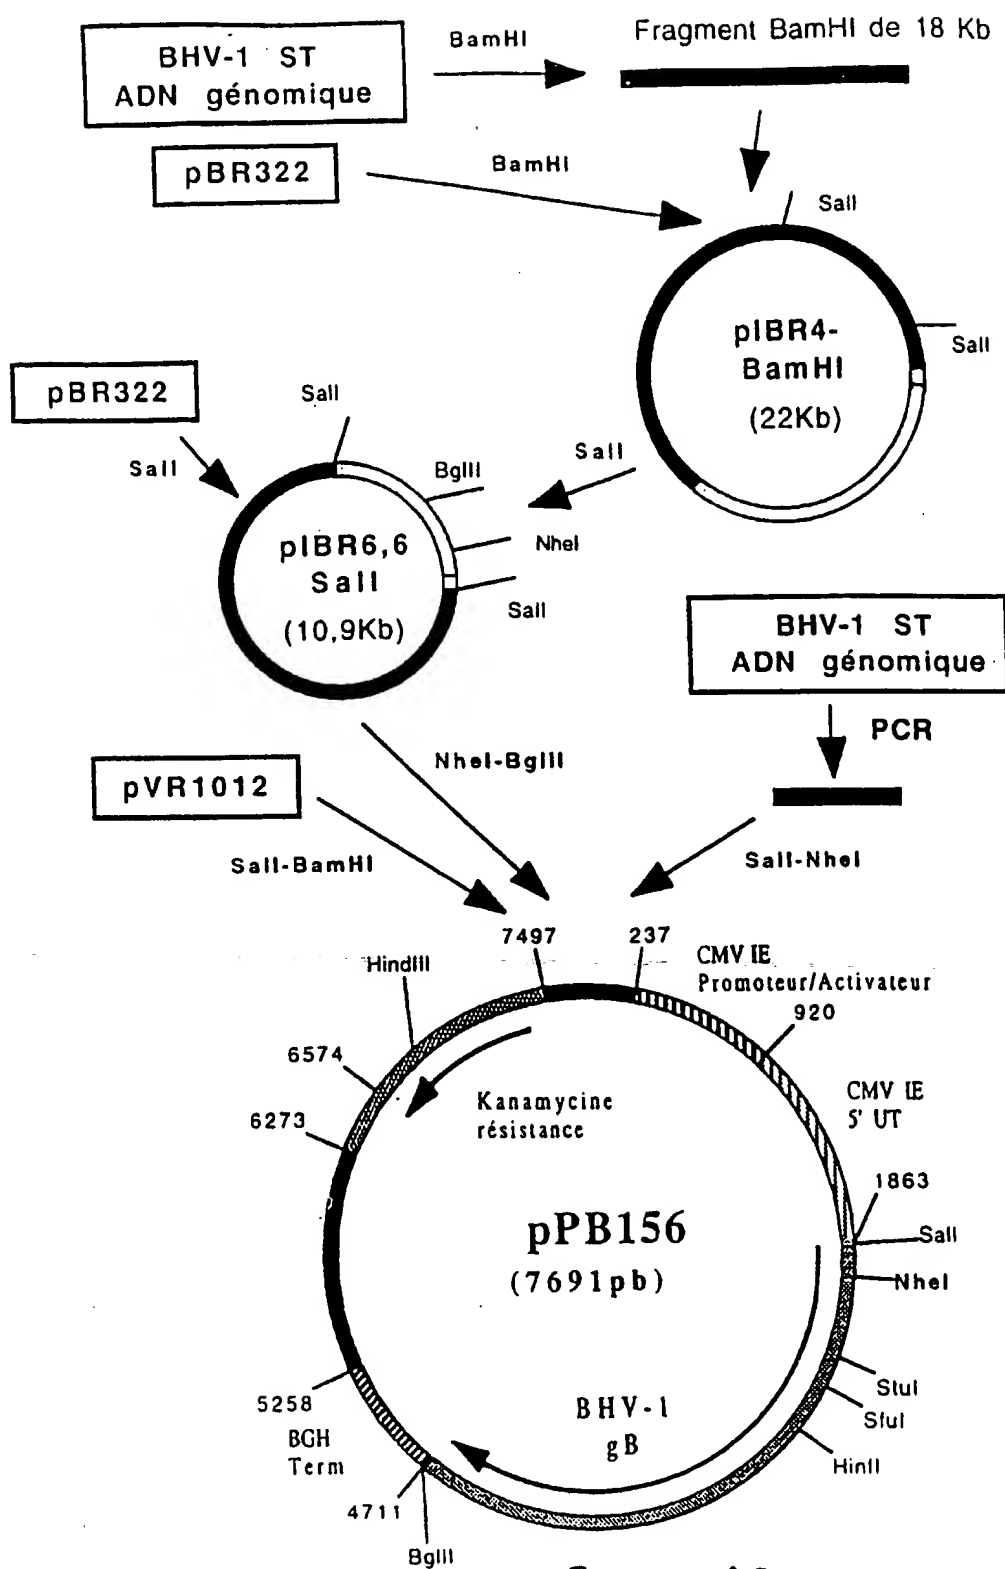 BHV-1 ST
ADN génomique
BamHI
Fragment BamHI de 18 Kb
pBR322
BamHI
SalI
pIBR4-
BamHI
(22Kb)
SalI
pBR322
SalI
SalI
SalI
BglII
NheI
SalI
pIBR6,6
SalI
(10,9Kb)
BHV-1 ST
ADN génomique
PCR
NheI-BglII
pVR1012
SalI-BamHI
SalI-NheI
7497
237
CMV IE
Promoteur/Activateur
920
HindIII
6574
6273
Kanamycine
résistance
CMV IE
5' UT
1863
SalI
NheI
pPB156
(7691pb)
StuI
SfuI
HinII
BHV-1
gB
5258
BGH
Term
4711
BglII